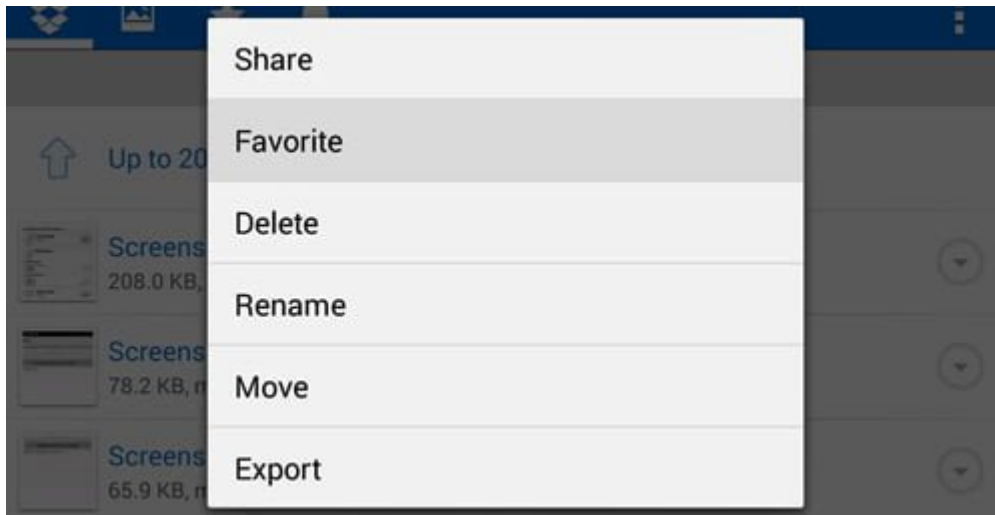 Share
Favorite
Up to 20
Delete
Screens
208.0 KB,
Rename
Screens
78.2 KB,
Move
Screens
65.9 KB,
Export